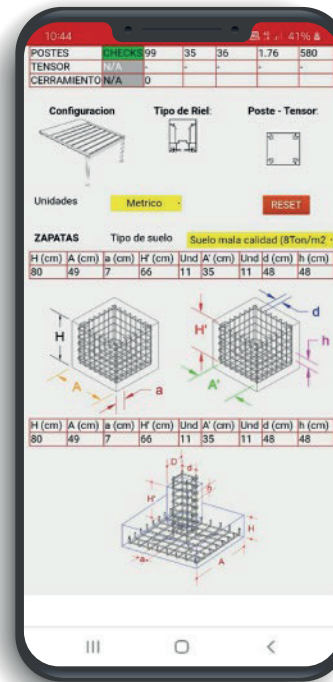 10:44 41%
POSTES CHECKS 99 35 36 1.76 580
TENSOR N/A - - - - -
CERRAMIENTO N/A 0
Configuracion Tipo de Riel: Poste - Tensor:
Unidades Metrico RESET
ZAPATAS Tipo de suelo Suelo mala calidad (8Ton/m2
H (cm) A (cm) a (cm) H' (cm) Und A' (cm) Und d (cm) h (cm)
80 49 7 66 11 35 11 48 48
H A a H' A' d h
H (cm) A (cm) a (cm) H' (cm) Und A' (cm) Und d (cm) h (cm)
80 49 7 66 11 35 11 48 48
D d
H' h H
a A